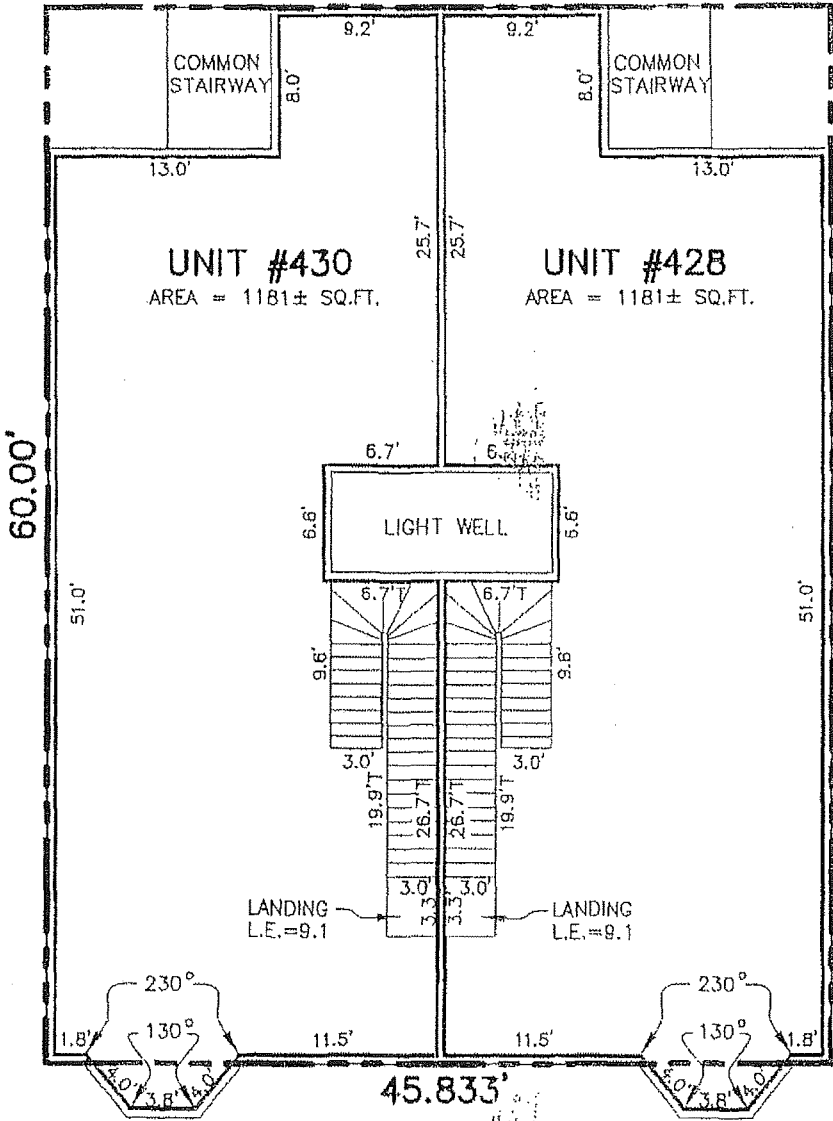 9.2' 9.2'
COMMON
STAIRWAY
8.0'
8.0'
COMMON
STAIRWAY
13.0' 13.0'
25.7' 25.7'
UNIT #430
AREA = 1181± SQ.FT.
UNIT #428
AREA = 1181± SQ.FT.
60.00'
6.7'
6.6'
LIGHT WELL
6.6'
51.0' 51.0'
6.7'T 6.7'T
9.6' 9.6'
3.0' 3.0'
19.9'T 26.7'T 26.7'T 19.9'T
3.0' 3.0'
3.3' 3.3'
LANDING
L.E.=9.1
LANDING
L.E.=9.1
230° 230°
130° 130°
1.8' 11.5' 11.5' 1.8'
4.0' 3.8' 4.0'
4.0' 3.8' 4.0'
45.833'